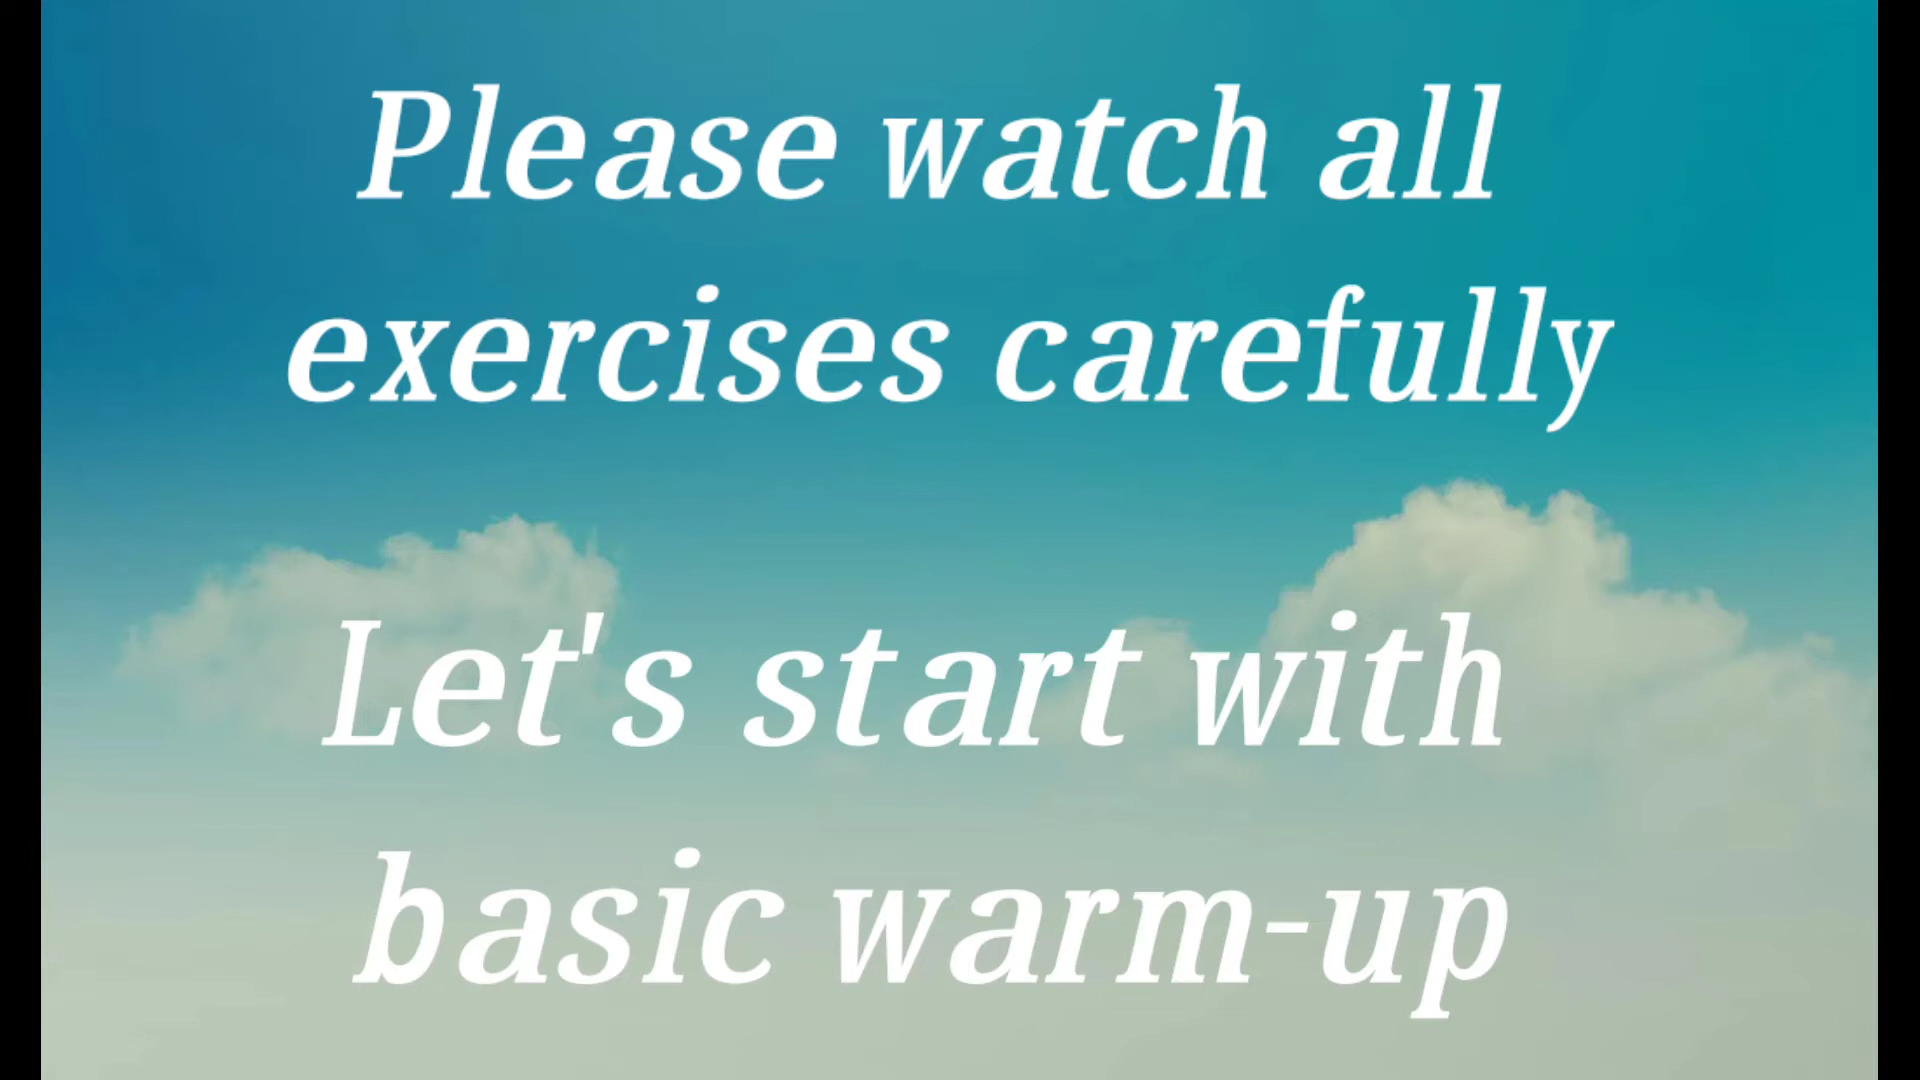 Please watch all
exercises carefully
Let's start with
basic warm-up